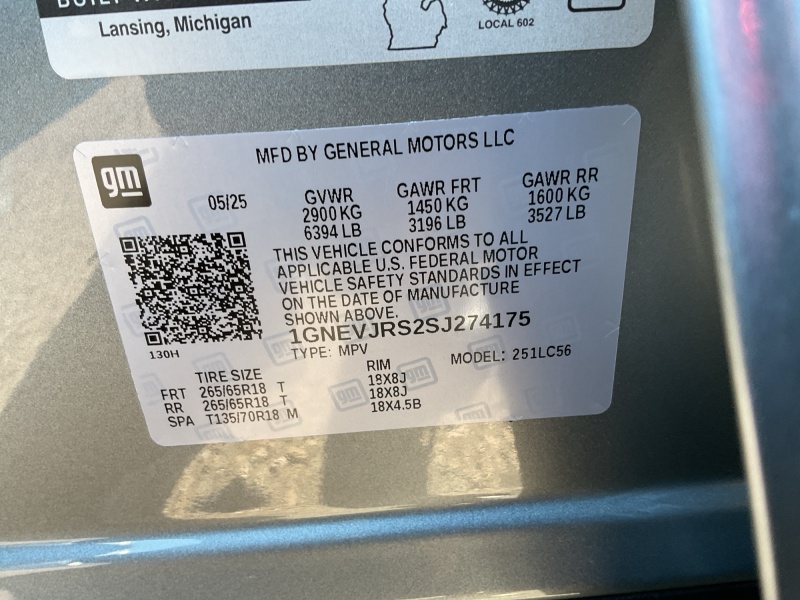 Lansing, Michigan
LOCAL 602
gm
MFD BY GENERAL MOTORS LLC
05/25
GVWR
2900 KG
6394 LB
GAWR FRT
1450 KG
3196 LB
GAWR RR
1600 KG
3527 LB
THIS VEHICLE CONFORMS TO ALL
APPLICABLE U.S. FEDERAL MOTOR
VEHICLE SAFETY STANDARDS IN EFFECT
ON THE DATE OF MANUFACTURE
SHOWN ABOVE.
1GNEVJRS2SJ274175
130H
TYPE: MPV
MODEL: 251LC56
TIRE SIZE RIM
FRT 265/65R18 T 18X8J
RR 265/65R18 T 18X8J
SPA T135/70R18 M 18X4.5B